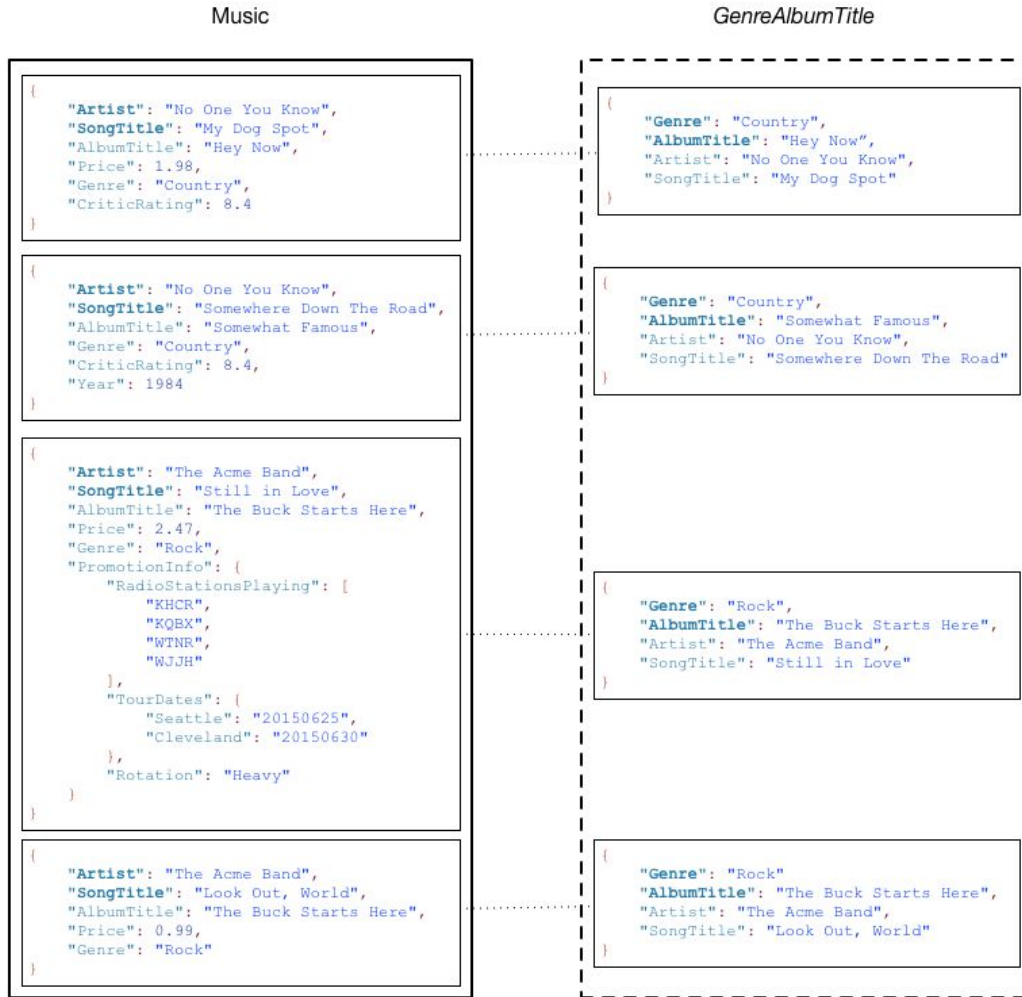 Music
{
"Artist": "No One You Know",
"SongTitle": "My Dog Spot",
"AlbumTitle": "Hey Now",
"Price": 1.98,
"Genre": "Country",
"CriticRating": 8.4
}
{
"Artist": "No One You Know",
"SongTitle": "Somewhere Down The Road",
"AlbumTitle": "Somewhat Famous",
"Genre": "Country",
"CriticRating": 8.4,
"Year": 1984
}
{
"Artist": "The Acme Band",
"SongTitle": "Still in Love",
"AlbumTitle": "The Buck Starts Here",
"Price": 2.47,
"Genre": "Rock",
"PromotionInfo": {
"RadioStationsPlaying": [
"KHCR",
"KQBX",
"WTNR",
"WJJH"
],
"TourDates": {
"Seattle": "20150625",
"Cleveland": "20150630"
},
"Rotation": "Heavy"
}
}
{
"Artist": "The Acme Band",
"SongTitle": "Look Out, World",
"AlbumTitle": "The Buck Starts Here",
"Price": 0.99,
"Genre": "Rock"
}
GenreAlbumTitle
{
"Genre": "Country",
"AlbumTitle": "Hey Now”,
"Artist": "No One You Know",
"SongTitle": "My Dog Spot"
}
{
"Genre": "Country",
"AlbumTitle": "Somewhat Famous",
"Artist": "No One You Know",
"SongTitle": "Somewhere Down The Road"
}
{
"Genre": "Rock",
"AlbumTitle": "The Buck Starts Here",
"Artist": "The Acme Band",
"SongTitle": "Still in Love"
}
{
"Genre": "Rock"
"AlbumTitle": "The Buck Starts Here",
"Artist": "The Acme Band",
"SongTitle": "Look Out, World"
}